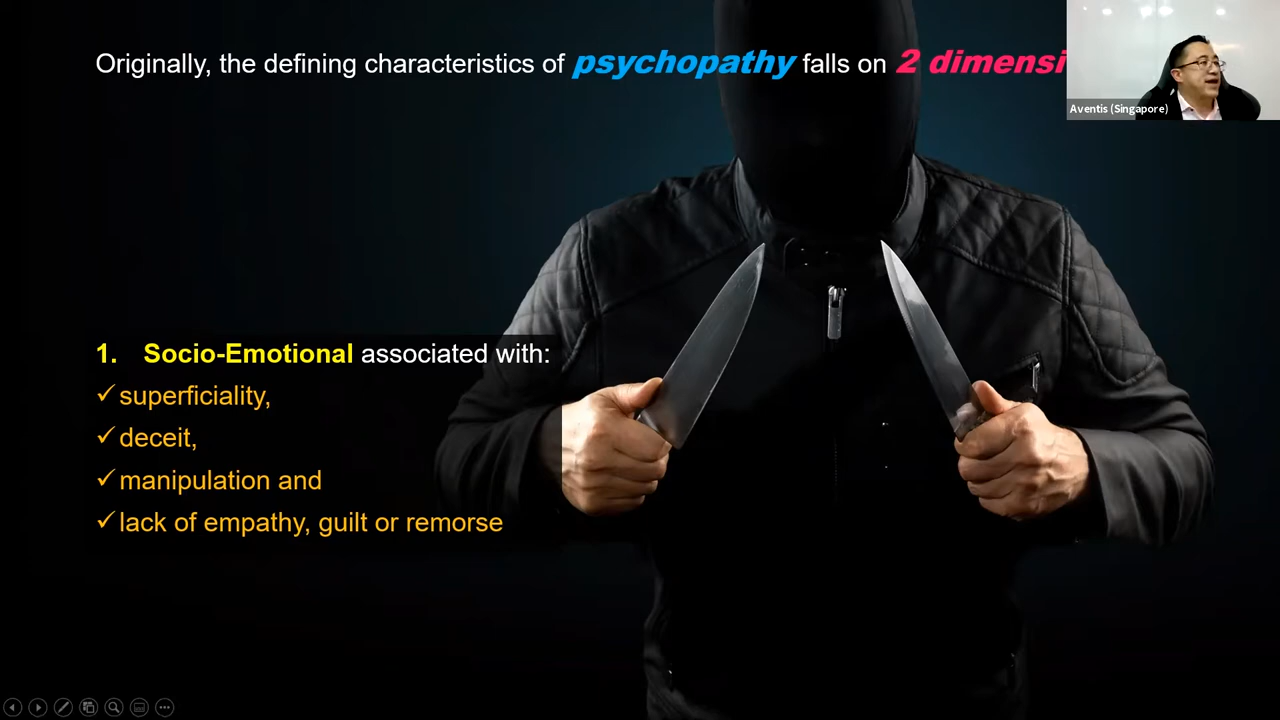 Originally, the defining characteristics of psychopathy falls on 2 dimensi
Aventis (Singapore)
1. Socio-Emotional associated with:
✓superficiality,
✓deceit,
✓manipulation and
✓lack of empathy, guilt or remorse